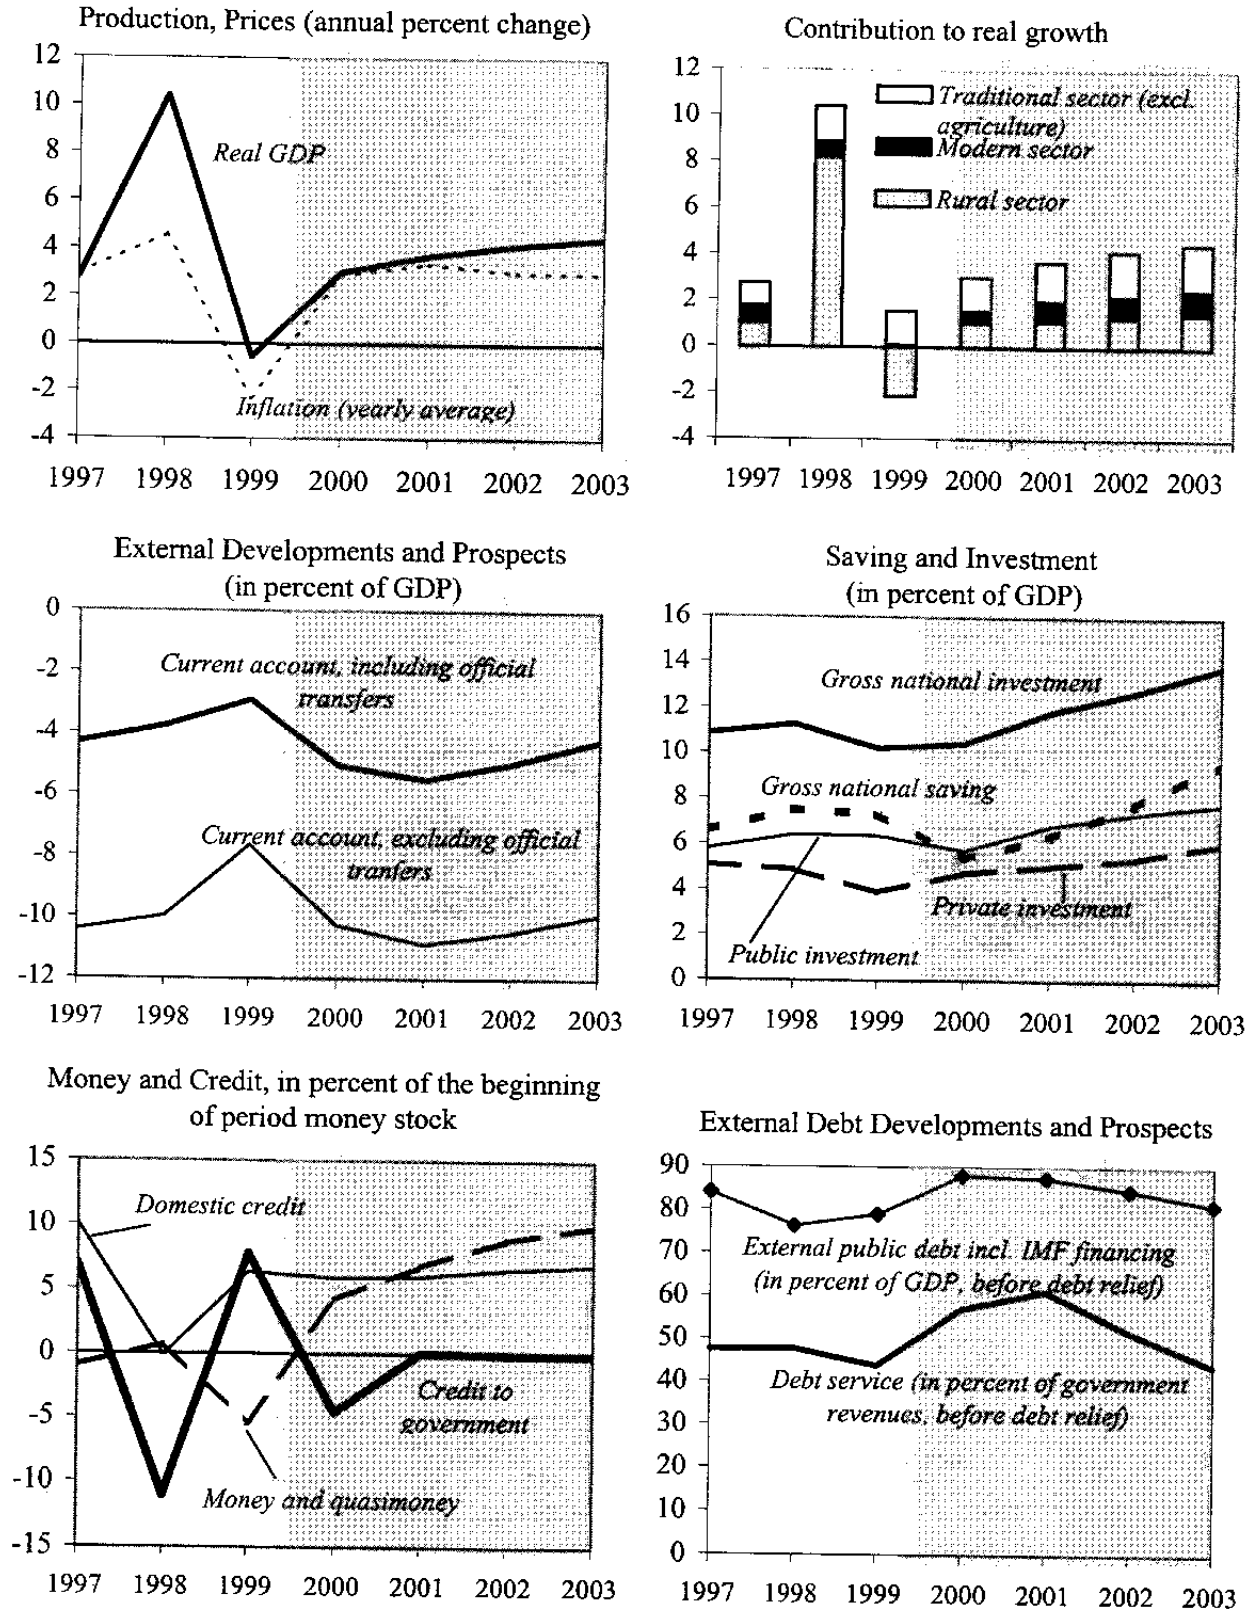 Production, Prices (annual percent change)
12
10
8
6
4
2
0
-2
-4
Real GDP
Inflation (yearly average)
1997 1998 1999 2000 2001 2002 2003
Contribution to real growth
12
10
8
6
4
2
0
-2
-4
Traditional sector (excl.
agriculture)
Modern sector
Rural sector
1997 1998 1999 2000 2001 2002 2003
External Developments and Prospects
(in percent of GDP)
0
-2
-4
-6
-8
-10
-12
Current account, including official
transfers
Current account, excluding official
tranfers
1997 1998 1999 2000 2001 2002 2003
Saving and Investment
(in percent of GDP)
16
14
12
10
8
6
4
2
0
Gross national investment
Gross national saving
Private investment
Public investment
1997 1998 1999 2000 2001 2002 2003
Money and Credit, in percent of the beginning
of period money stock
15
10
5
0
-5
-10
-15
Domestic credit
Credit to
government
Money and quasimoney
1997 1998 1999 2000 2001 2002 2003
External Debt Developments and Prospects
90
80
70
60
50
40
30
20
10
0
External public debt incl. IMF financing
(in percent of GDP, before debt relief)
Debt service (in percent of government
revenues, before debt relief)
1997 1998 1999 2000 2001 2002 2003